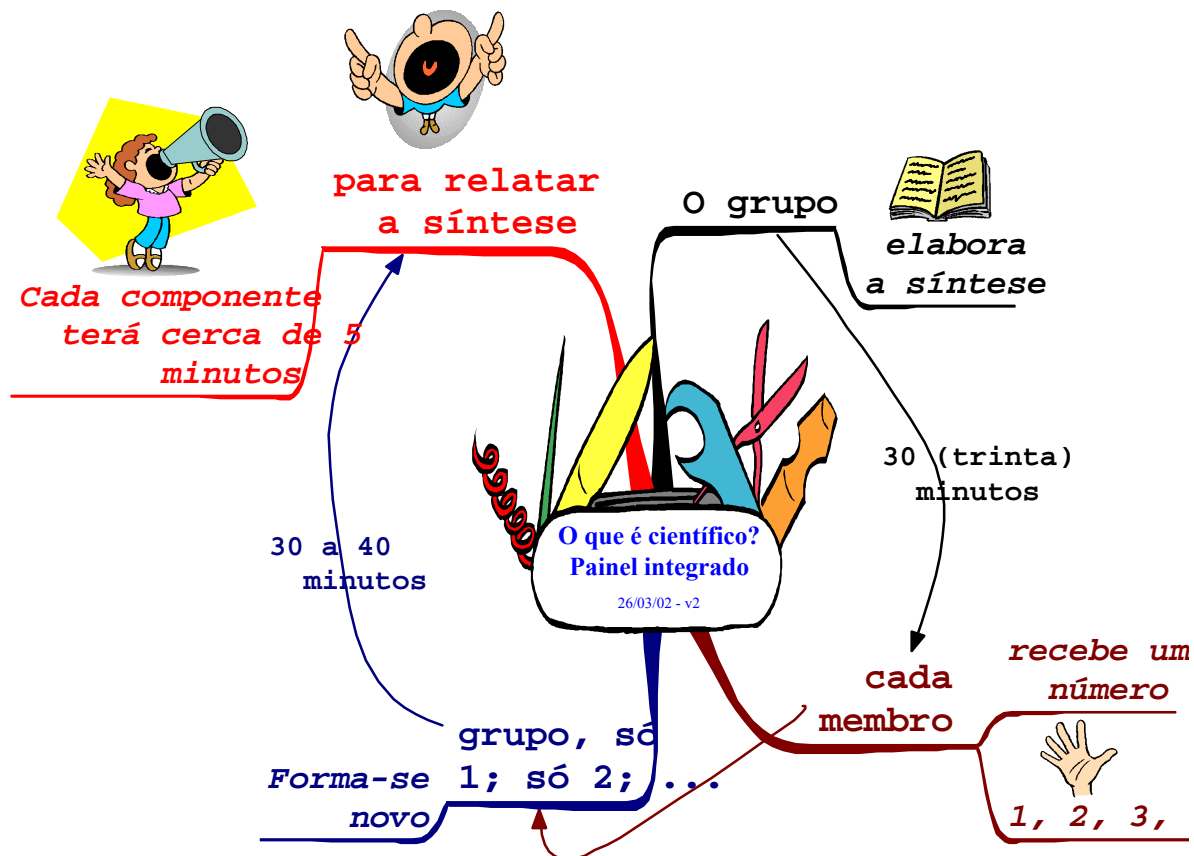 para relatar
a síntese
Cada componente
terá cerca de 5
minutos
O grupo
elabora
a síntese
30 (trinta)
minutos
O que é científico?
Painel integrado
26/03/02 - v2
30 a 40
minutos
cada
membro
recebe um
número
1, 2, 3,
grupo, só
1; só 2; ...
Forma-se
novo